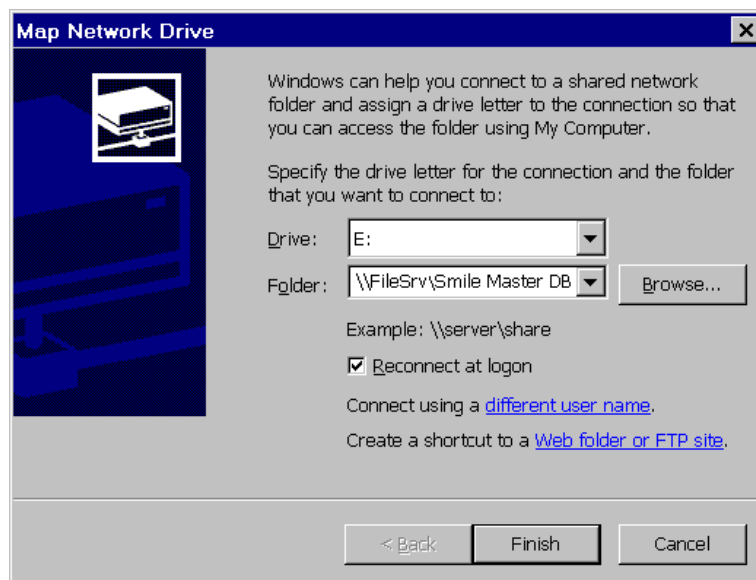 Map Network Drive
Windows can help you connect to a shared network
folder and assign a drive letter to the connection so that
you can access the folder using My Computer.
Specify the drive letter for the connection and the folder
that you want to connect to:
Drive: E:
Folder: \\FileSrv\Smile Master DB Browse...
Example: \\server\share
Reconnect at logon
Connect using a different user name.
Create a shortcut to a Web folder or FTP site.
< Back Finish Cancel